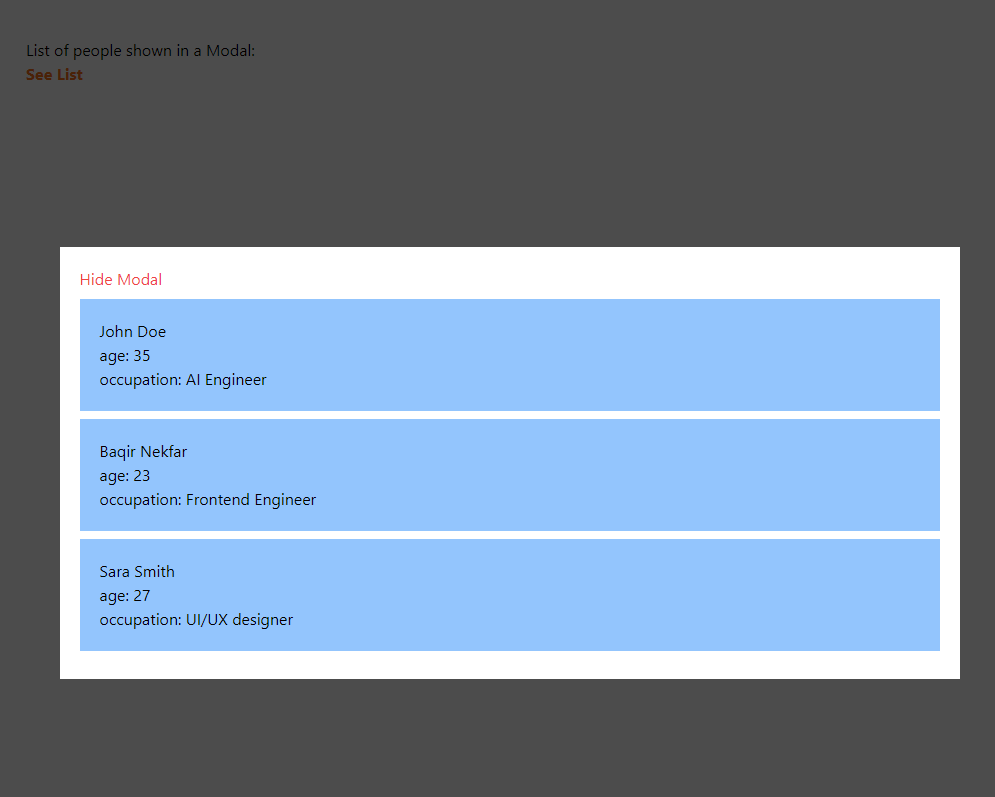 List of people shown in a Modal:
See List
Hide Modal
John Doe
age: 35
occupation: AI Engineer
Baqir Nekfar
age: 23
occupation: Frontend Engineer
Sara Smith
age: 27
occupation: UI/UX designer